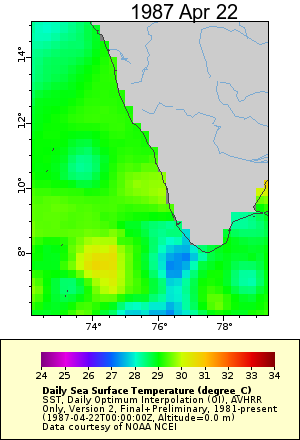 1987 Apr 22
14°
12°
10°
8°
74° 76° 78°
24 25 26 27 28 29 30 31 32 33 34
Daily Sea Surface Temperature (degree_C)
SST, Daily Optimum Interpolation (OI), AVHRR
Only, Version 2, Final+Preliminary, 1981-present
(1987-04-22T00:00:00Z, Altitude=0.0 m)
Data courtesy of NOAA NCEI